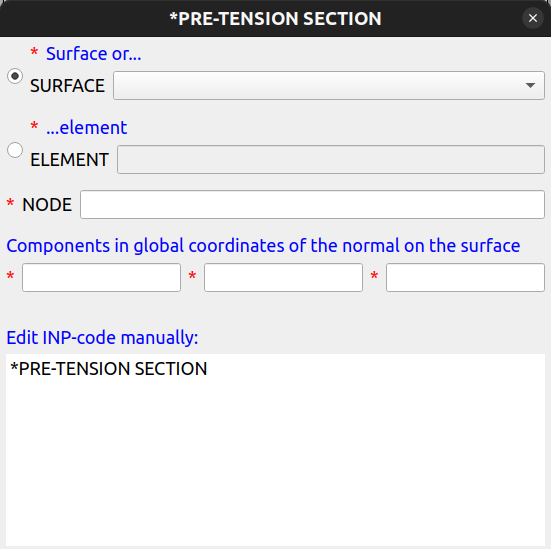 *PRE-TENSION SECTION
* Surface or...
SURFACE
* ...element
ELEMENT
* NODE
Components in global coordinates of the normal on the surface
* * *
Edit INP-code manually:
*PRE-TENSION SECTION